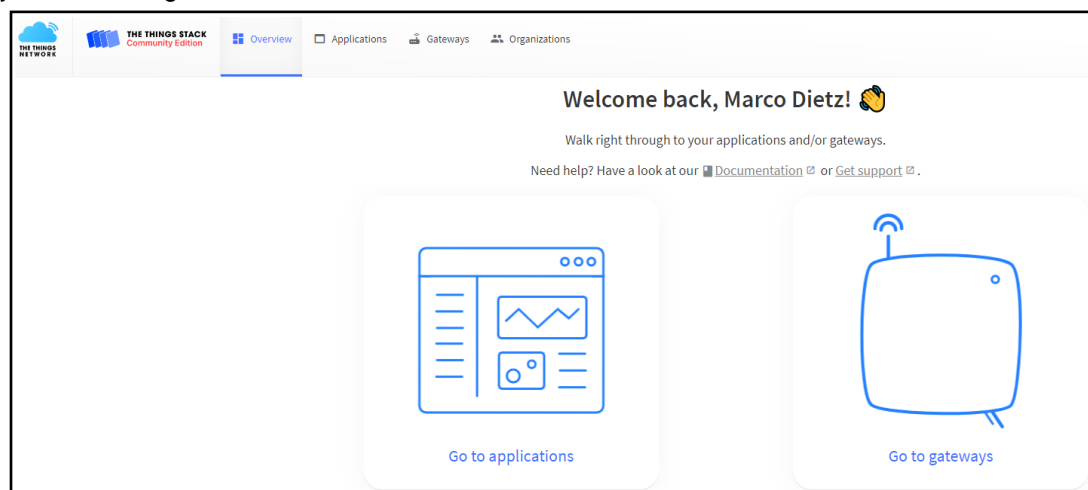 THE THINGS
NETWORK
THE THINGS STACK
Community Edition
Overview
Applications
Gateways
Organizations
Welcome back, Marco Dietz! 👋
Walk right through to your applications and/or gateways.
Need help? Have a look at our Documentation or Get support .
Go to applications
Go to gateways